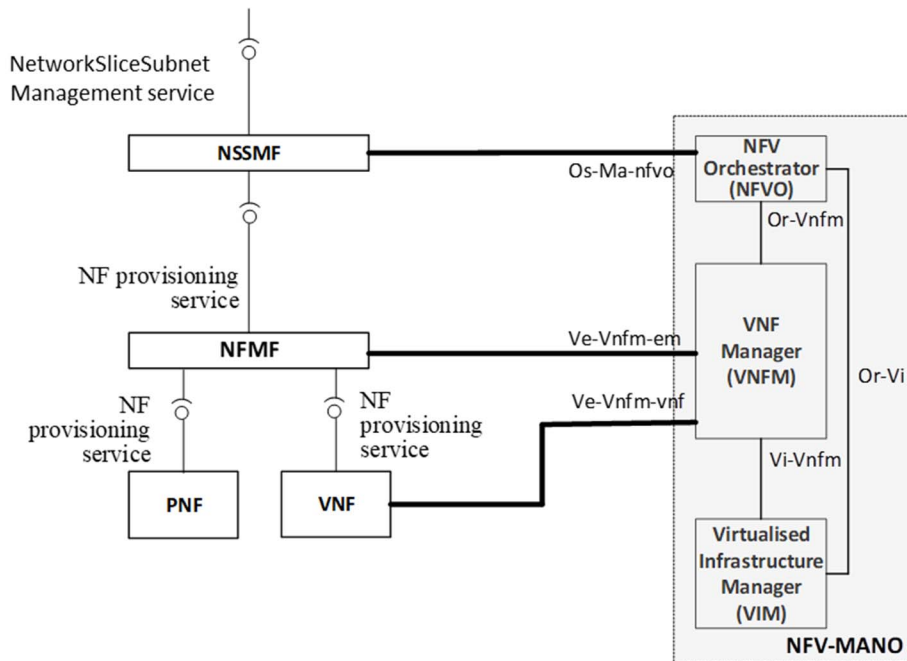 NetworkSliceSubnet
Management service
NSSMF
Os-Ma-nfvo
NFV
Orchestrator
(NFVO)
Or-Vnfm
NF provisioning
service
NFMF
Ve-Vnfm-em
VNF
Manager
(VNFM)
Or-Vi
Ve-Vnfm-vnf
NF
provisioning
service
NF
provisioning
service
Vi-Vnfm
PNF
VNF
Virtualised
Infrastructure
Manager
(VIM)
NFV-MANO